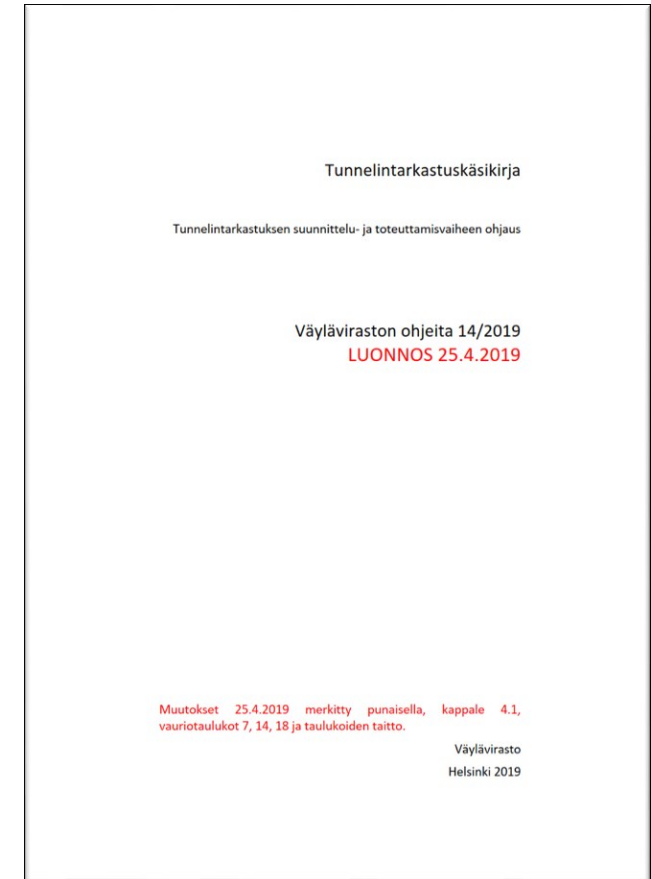 Tunnelintarkastuskäsikirja
Tunnelintarkastuksen suunnittelu- ja toteuttamisvaiheen ohjaus
Väyläviraston ohjeita 14/2019
LUONNOS 25.4.2019
Muutokset 25.4.2019 merkitty punaisella, kappale 4.1,
vauriotaulukot 7, 14, 18 ja taulukoiden taitto.
Väylävirasto
Helsinki 2019